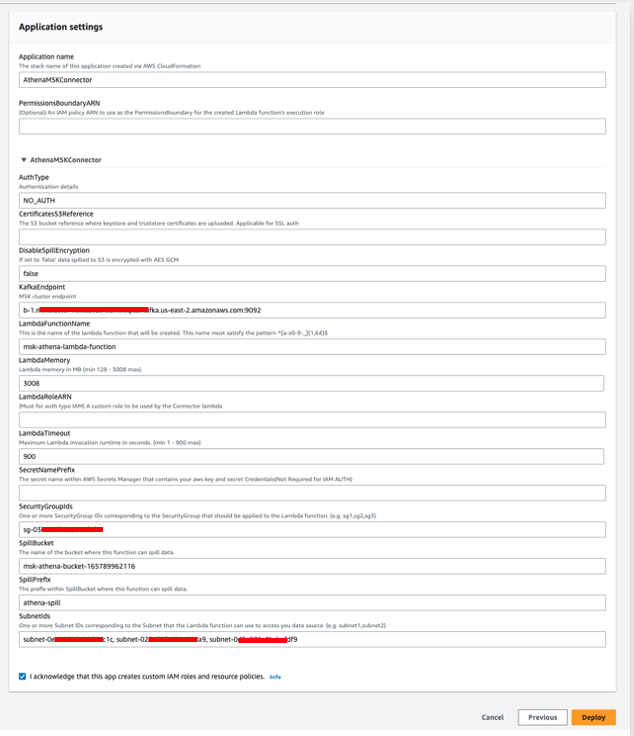 Application settings
Application name
The stack name of this application created via AWS CloudFormation
AthenaMSKConnector
PermissionsBoundaryARN
(Optional) An IAM policy ARN to use as the PermissionsBoundary for the created Lambda function's execution role
▼ AthenaMSKConnector
AuthType
Authentication details
NO_AUTH
CertificatesS3Reference
The S3 bucket reference where keystore and truststore certificates are uploaded. Applicable for SSL auth
DisableSpillEncryption
If set to 'false' data spilled to S3 is encrypted with AES GCM
false
KafkaEndpoint
MSK cluster endpoint
b-1. fka.us-east-2.amazonaws.com:9092
LambdaFunctionName
This is the name of the lambda function that will be created. This name must satisfy the pattern ^[a-z0-9-_]{1,64}$
msk-athena-lambda-function
LambdaMemory
Lambda memory in MB (min 128 - 3008 max).
3008
LambdaRoleARN
(Must for auth type IAM) A custom role to be used by the Connector lambda
LambdaTimeout
Maximum Lambda invocation runtime in seconds. (min 1 - 900 max)
900
SecretNamePrefix
The secret name within AWS Secrets Manager that contains your aws key and secret Credentials(Not Required for IAM AUTH)
SecurityGroupIds
One or more SecurityGroup IDs corresponding to the SecurityGroup that should be applied to the Lambda function. (e.g. sg1,sg2,sg3)
sg-03
SpillBucket
The name of the bucket where this function can spill data.
msk-athena-bucket-165789962116
SpillPrefix
The prefix within SpillBucket where this function can spill data.
athena-spill
SubnetIds
One or more Subnet IDs corresponding to the Subnet that the Lambda function can use to access you data source. (e.g. subnet1,subnet2)
subnet-0e c1c, subnet-02 a9, subnet-0 df9
I acknowledge that this app creates custom IAM roles and resource policies. Info
Cancel Previous Deploy